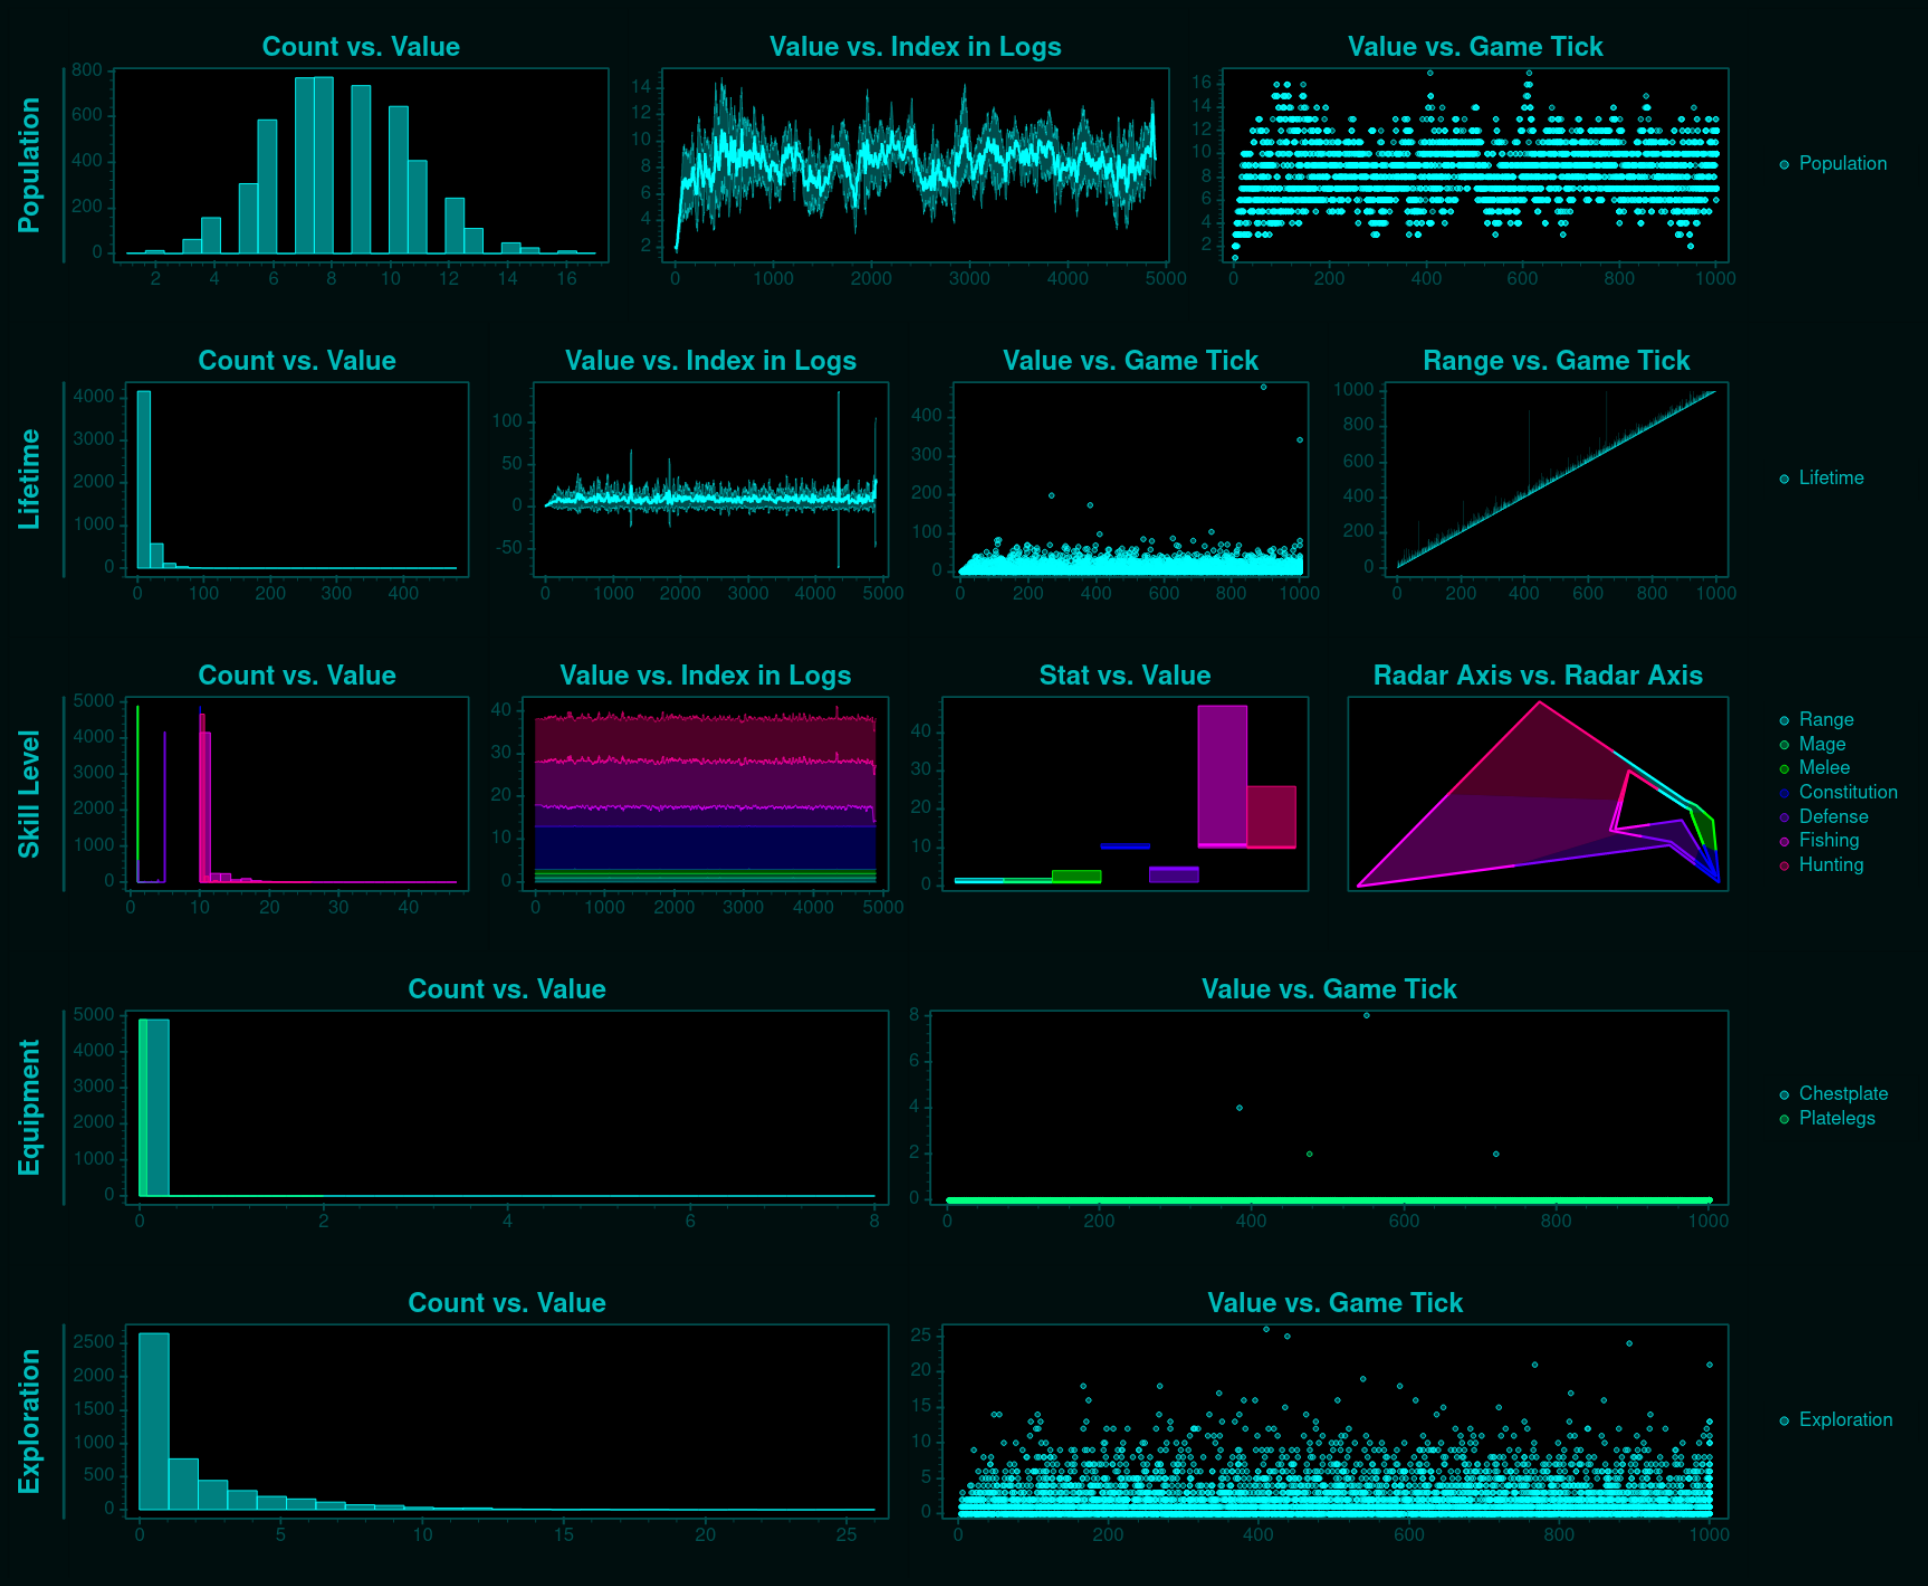 Population
Count vs. Value
800
600
400
200
0
2 4 6 8 10 12 14 16
Value vs. Index in Logs
14
12
10
8
6
4
2
0 1000 2000 3000 4000 5000
Value vs. Game Tick
16
14
12
10
8
6
4
2
0 200 400 600 800 1000
Population
Lifetime
Count vs. Value
4000
3000
2000
1000
0
0 100 200 300 400
Value vs. Index in Logs
100
50
0
-50
0 1000 2000 3000 4000 5000
Value vs. Game Tick
400
300
200
100
0
0 200 400 600 800 1000
Range vs. Game Tick
1000
800
600
400
200
0
0 200 400 600 800 1000
Lifetime
Skill Level
Count vs. Value
5000
4000
3000
2000
1000
0
0 10 20 30 40
Value vs. Index in Logs
40
30
20
10
0
0 1000 2000 3000 4000 5000
Stat vs. Value
40
30
20
10
0
Radar Axis vs. Radar Axis
Range
Mage
Melee
Constitution
Defense
Fishing
Hunting
Equipment
Count vs. Value
5000
4000
3000
2000
1000
0
0 2 4 6 8
Value vs. Game Tick
8
6
4
2
0
0 200 400 600 800 1000
Chestplate
Platelegs
Exploration
Count vs. Value
2500
2000
1500
1000
500
0
0 5 10 15 20 25
Value vs. Game Tick
25
20
15
10
5
0
0 200 400 600 800 1000
Exploration